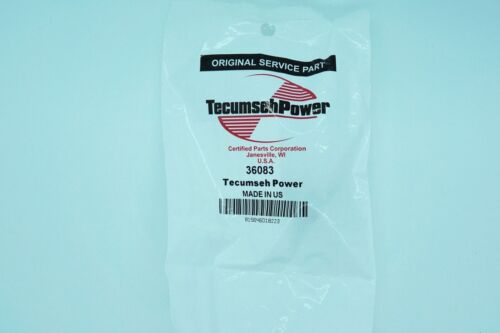 ORIGINAL SERVICE PART
TecumsehPower
Certified Parts Corporation
Janesville, WI
U.S.A.
36083
Tecumseh Power
MADE IN US